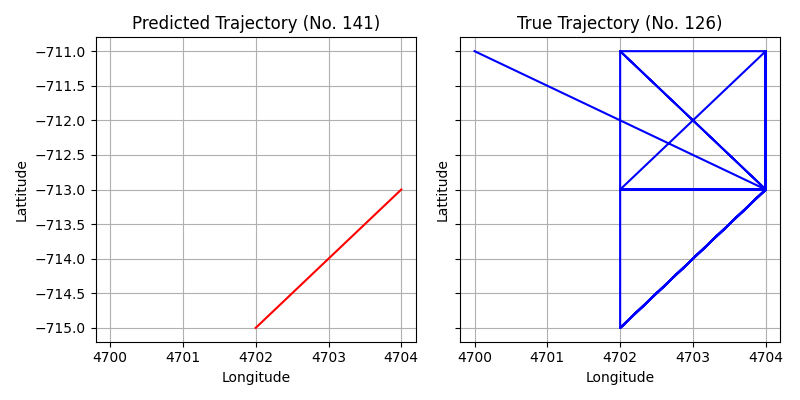 Predicted Trajectory (No. 141)
Lattitude
−711.0
−711.5
−712.0
−712.5
−713.0
−713.5
−714.0
−714.5
−715.0
4700 4701 4702 4703 4704
Longitude
True Trajectory (No. 126)
Lattitude
4700 4701 4702 4703 4704
Longitude